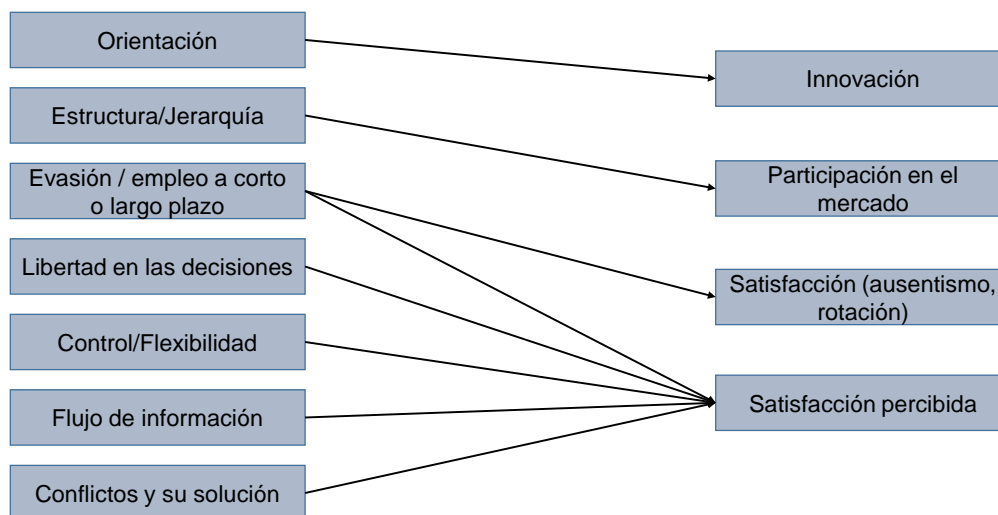 Orientación
Estructura/Jerarquía
Evasión / empleo a corto
o largo plazo
Libertad en las decisiones
Control/Flexibilidad
Flujo de información
Conflictos y su solución
Innovación
Participación en el
mercado
Satisfacción (ausentismo,
rotación)
Satisfacción percibida